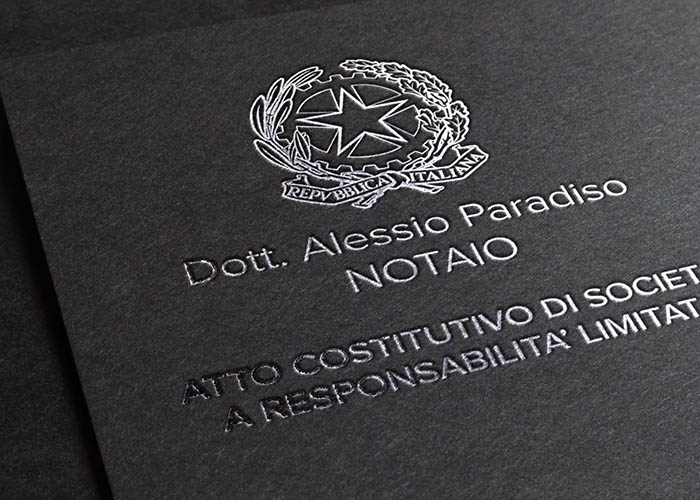 REPVBBLICA ITALIANA
Dott. Alessio Paradiso
NOTAIO
ATTO COSTITUTIVO DI SOCIET
A RESPONSABILITA' LIMITAT